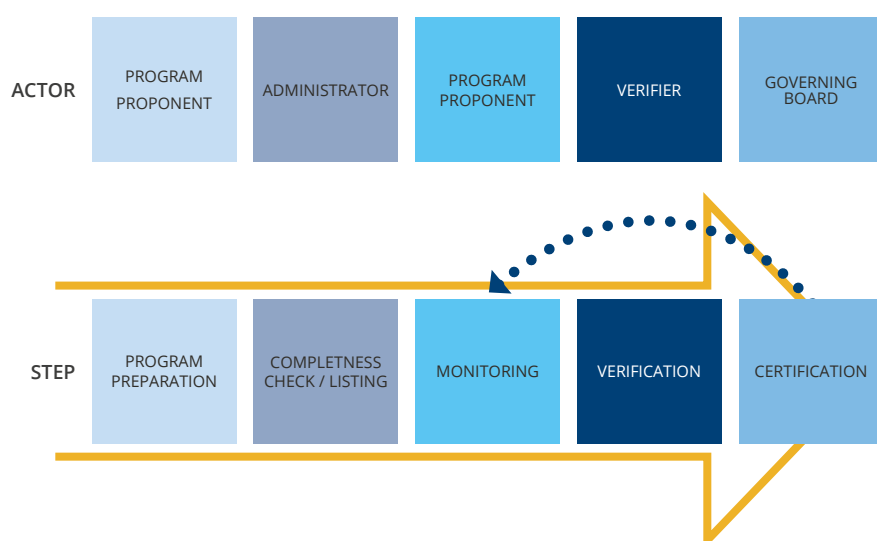 ACTOR
PROGRAM
PROPONENT
ADMINISTRATOR
PROGRAM
PROPONENT
VERIFIER
GOVERNING
BOARD
STEP
PROGRAM
PREPARATION
COMPLETNESS
CHECK / LISTING
MONITORING
VERIFICATION
CERTIFICATION